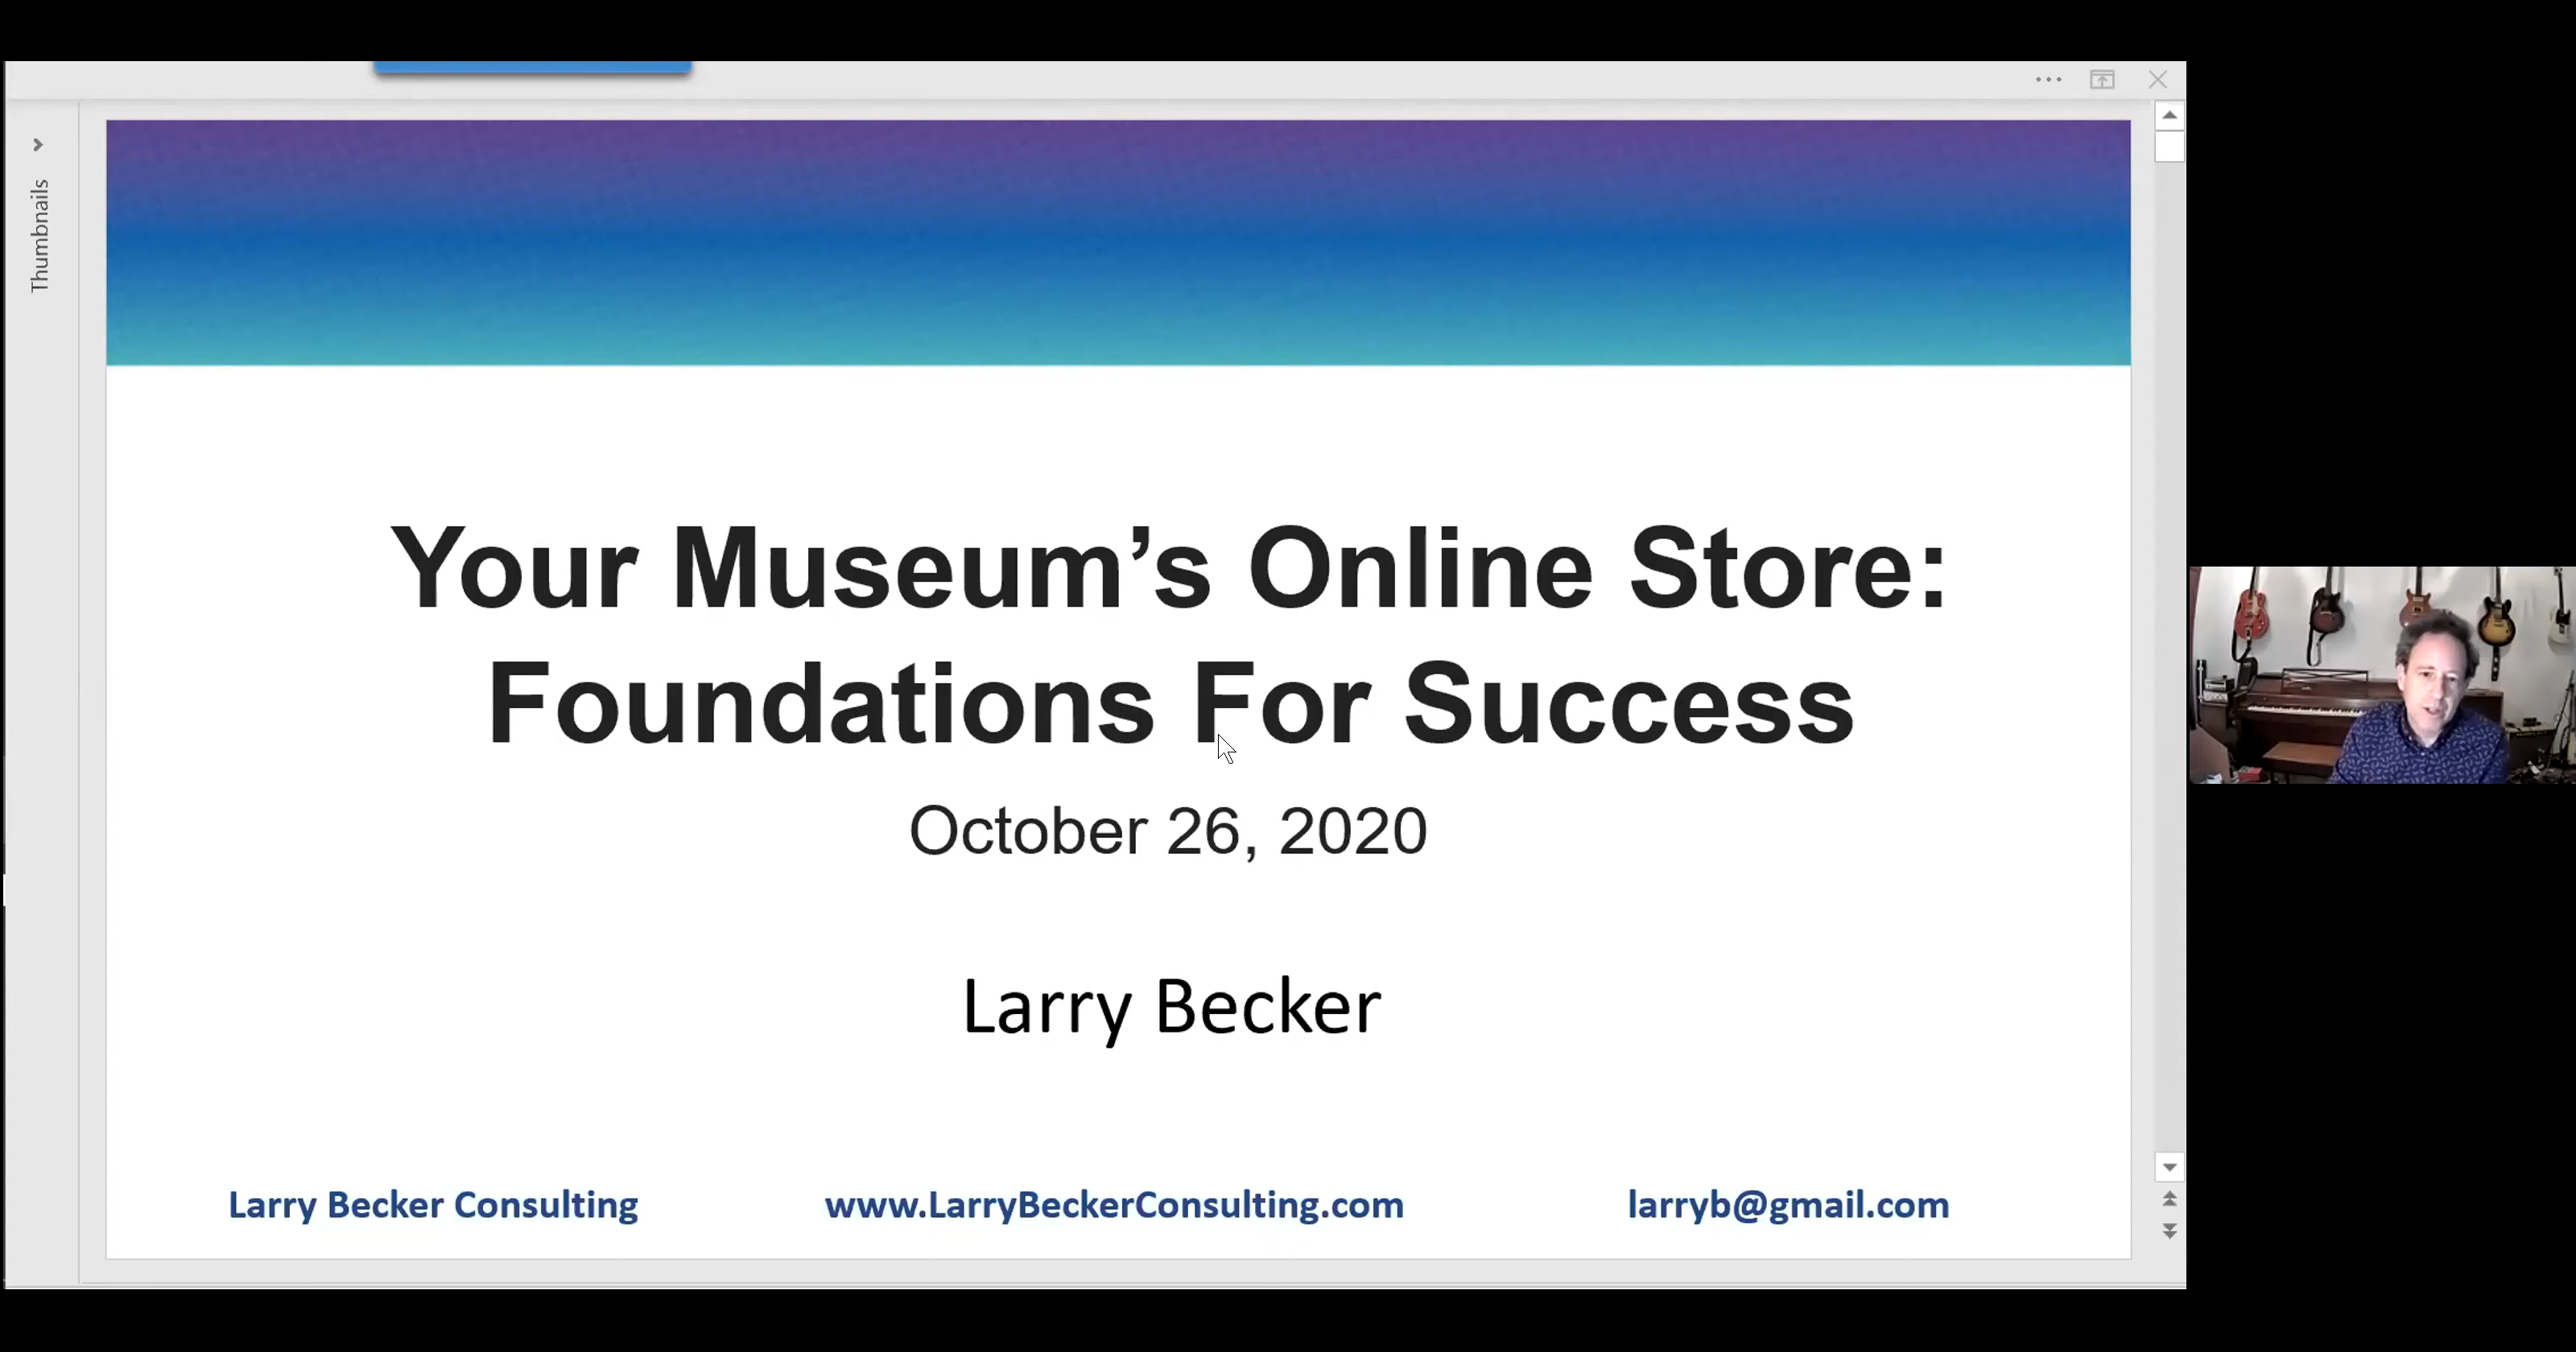 Thumbnails
Your Museum’s Online Store:
Foundations For Success
October 26, 2020
Larry Becker
Larry Becker Consulting
www.LarryBeckerConsulting.com
larryb@gmail.com